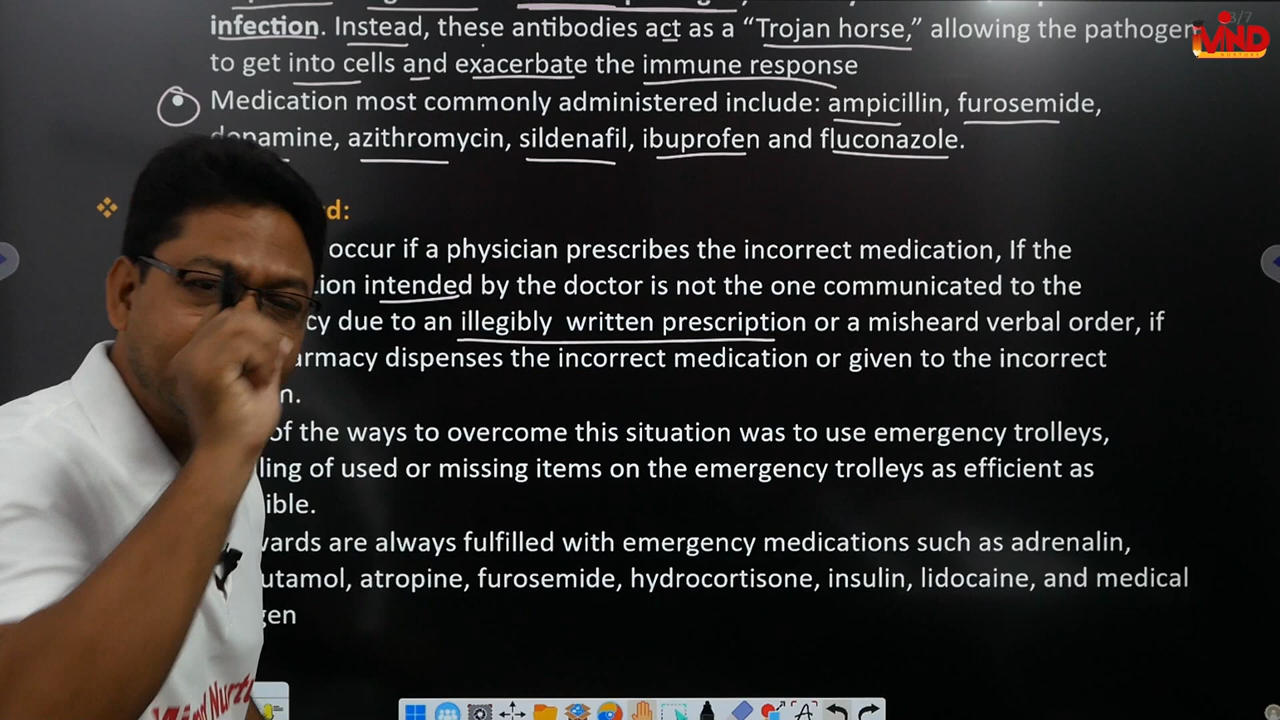 infection. Instead, these antibodies act as a “Trojan horse,” allowing the pathogen
3/7
MIND
NURTURE
to get into cells and exacerbate the immune response
Medication most commonly administered include: ampicillin, furosemide,
dopamine, azithromycin, sildenafil, ibuprofen and fluconazole.
d:
occur if a physician prescribes the incorrect medication, If the
tion intended by the doctor is not the one communicated to the
cy due to an illegibly written prescription or a misheard verbal order, if
armacy dispenses the incorrect medication or given to the incorrect
n.
of the ways to overcome this situation was to use emergency trolleys,
ling of used or missing items on the emergency trolleys as efficient as
ible.
wards are always fulfilled with emergency medications such as adrenalin,
utamol, atropine, furosemide, hydrocortisone, insulin, lidocaine, and medical
gen